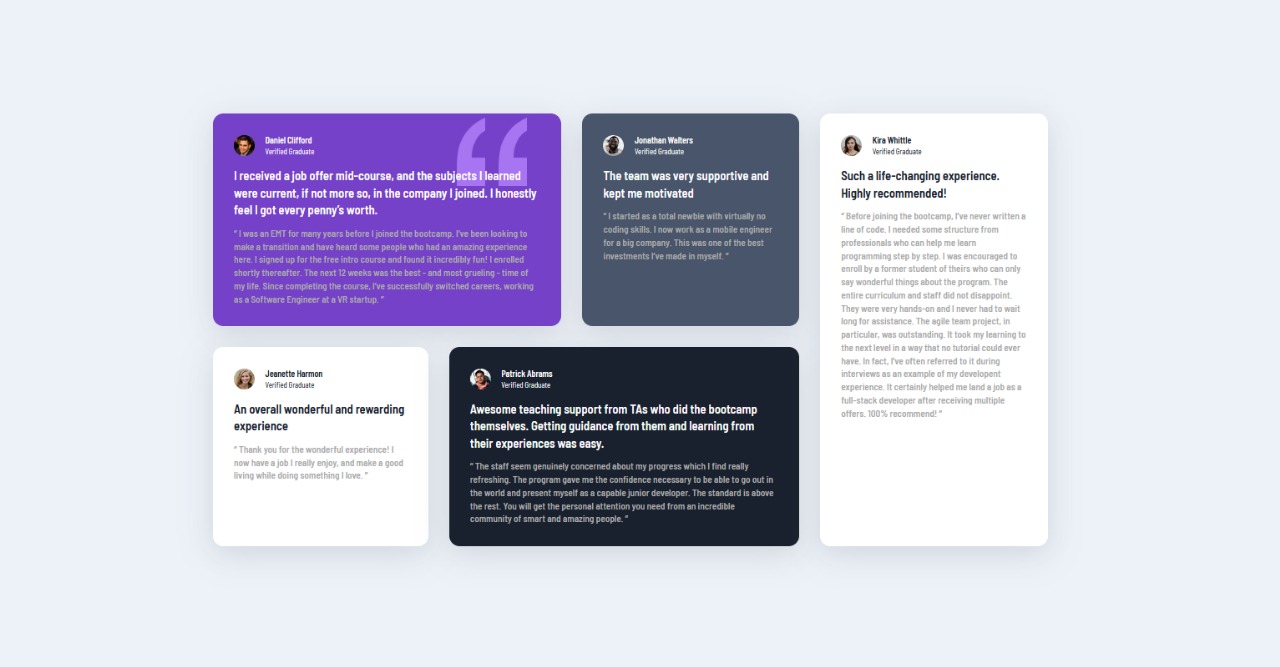 Daniel Clifford
Verified Graduate
I received a job offer mid-course, and the subjects I learned
were current, if not more so, in the company I joined. I honestly
feel I got every penny’s worth.
“ I was an EMT for many years before I joined the bootcamp. I’ve been looking to
make a transition and have heard some people who had an amazing experience
here. I signed up for the free intro course and found it incredibly fun! I enrolled
shortly thereafter. The next 12 weeks was the best - and most grueling - time of
my life. Since completing the course, I’ve successfully switched careers, working
as a Software Engineer at a VR startup. ”
Jonathan Walters
Verified Graduate
The team was very supportive and
kept me motivated
“ I started as a total newbie with virtually no
coding skills. I now work as a mobile engineer
for a big company. This was one of the best
investments I’ve made in myself. ”
Kira Whittle
Verified Graduate
Such a life-changing experience.
Highly recommended!
“ Before joining the bootcamp, I’ve never written a
line of code. I needed some structure from
professionals who can help me learn
programming step by step. I was encouraged to
enroll by a former student of theirs who can only
say wonderful things about the program. The
entire curriculum and staff did not disappoint.
They were very hands-on and I never had to wait
long for assistance. The agile team project, in
particular, was outstanding. It took my learning to
the next level in a way that no tutorial could ever
have. In fact, I’ve often referred to it during
interviews as an example of my developent
experience. It certainly helped me land a job as a
full-stack developer after receiving multiple
offers. 100% recommend! ”
Jeanette Harmon
Verified Graduate
An overall wonderful and rewarding
experience
“ Thank you for the wonderful experience! I
now have a job I really enjoy, and make a good
living while doing something I love. ”
Patrick Abrams
Verified Graduate
Awesome teaching support from TAs who did the bootcamp
themselves. Getting guidance from them and learning from
their experiences was easy.
“ The staff seem genuinely concerned about my progress which I find really
refreshing. The program gave me the confidence necessary to be able to go out in
the world and present myself as a capable junior developer. The standard is above
the rest. You will get the personal attention you need from an incredible
community of smart and amazing people. ”